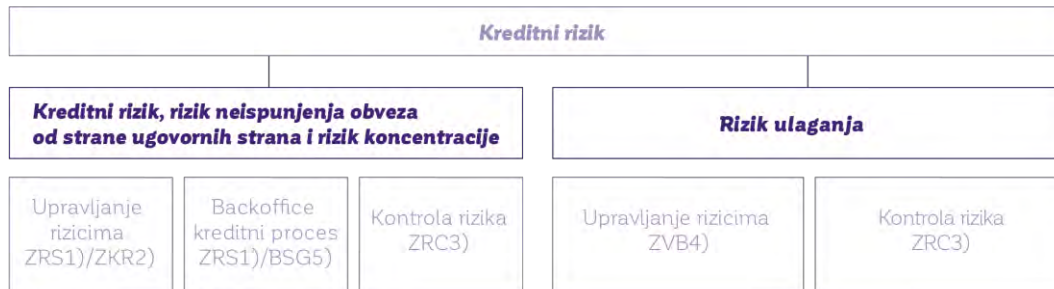 Kreditni rizik
Kreditni rizik, rizik neispunjenja obveza
od strane ugovornih strana i rizik koncentracije
Rizik ulaganja
Upravljanje
rizicima
ZRS1)/ZKR2)
Backoffice
kreditni proces
ZRS1)/BSG5)
Kontrola rizika
ZRC3)
Upravljanje rizicima
ZVB4)
Kontrola rizika
ZRC3)